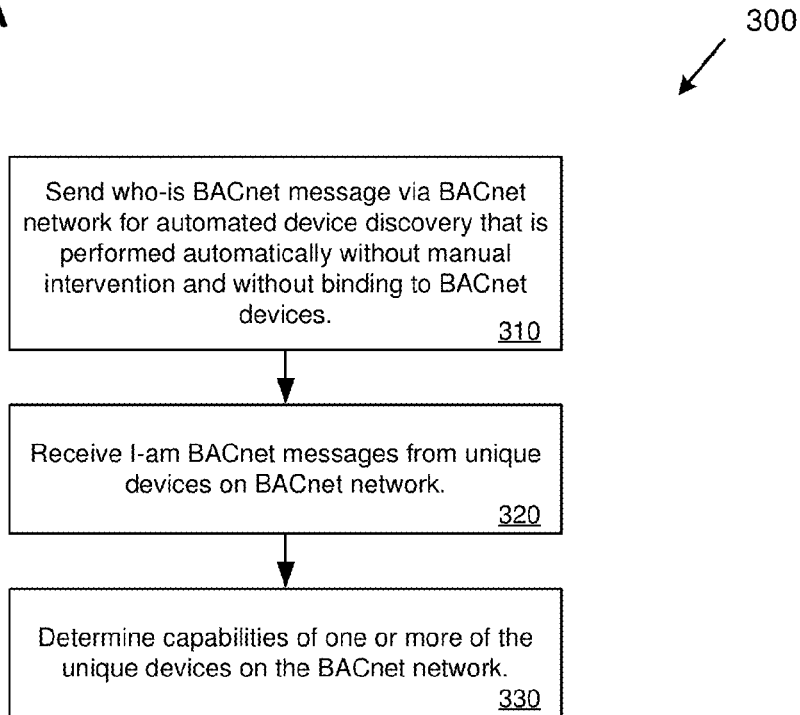 A
300
Send who-is BACnet message via BACnet
network for automated device discovery that is
performed automatically without manual
intervention and without binding to BACnet
devices.
310
Receive I-am BACnet messages from unique
devices on BACnet network.
320
Determine capabilities of one or more of the
unique devices on the BACnet network.
330